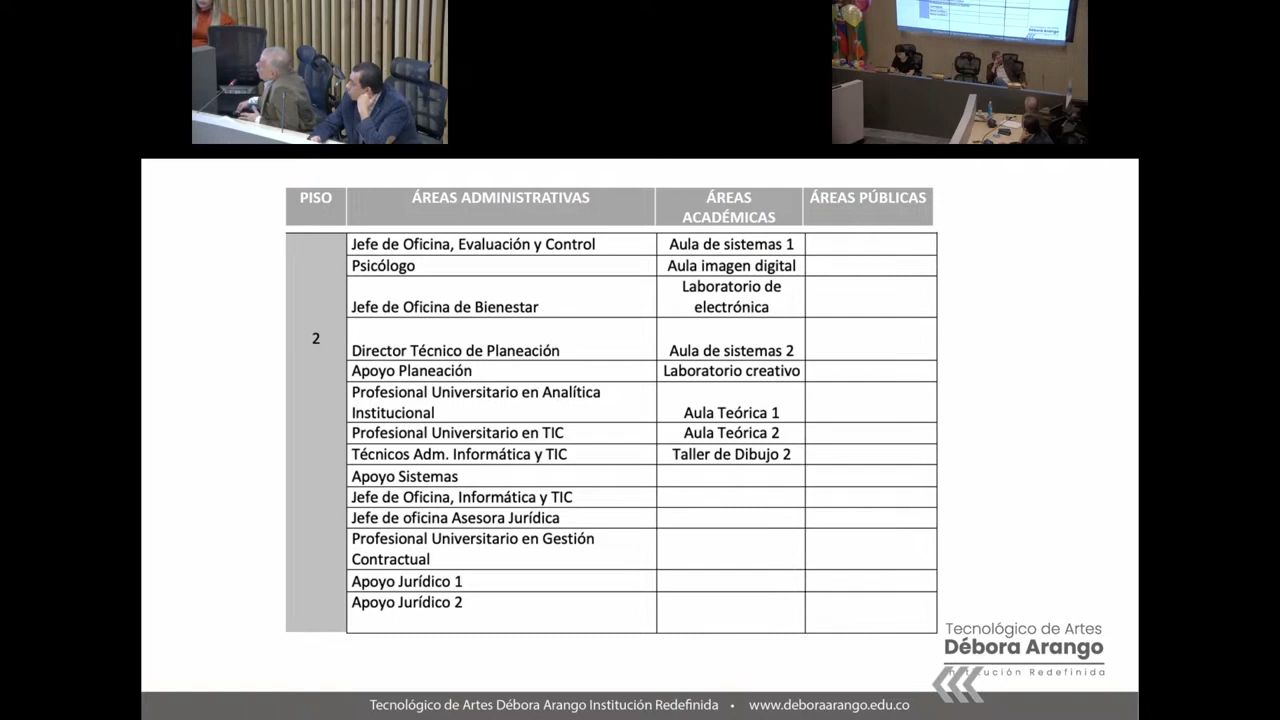 Débora Arango
PISO ÁREAS ADMINISTRATIVAS ÁREAS ÁREAS PÚBLICAS
ACADÉMICAS
2
Jefe de Oficina, Evaluación y Control Aula de sistemas 1
Psicólogo Aula imagen digital
Laboratorio de
Jefe de Oficina de Bienestar electrónica
Director Técnico de Planeación Aula de sistemas 2
Apoyo Planeación Laboratorio creativo
Profesional Universitario en Analítica
Institucional Aula Teórica 1
Profesional Universitario en TIC Aula Teórica 2
Técnicos Adm. Informática y TIC Taller de Dibujo 2
Apoyo Sistemas
Jefe de Oficina, Informática y TIC
Jefe de oficina Asesora Jurídica
Profesional Universitario en Gestión
Contractual
Apoyo Jurídico 1
Apoyo Jurídico 2
Tecnológico de Artes
Débora Arango
Institución Redefinida
Tecnológico de Artes Débora Arango Institución Redefinida • www.deboraarango.edu.co